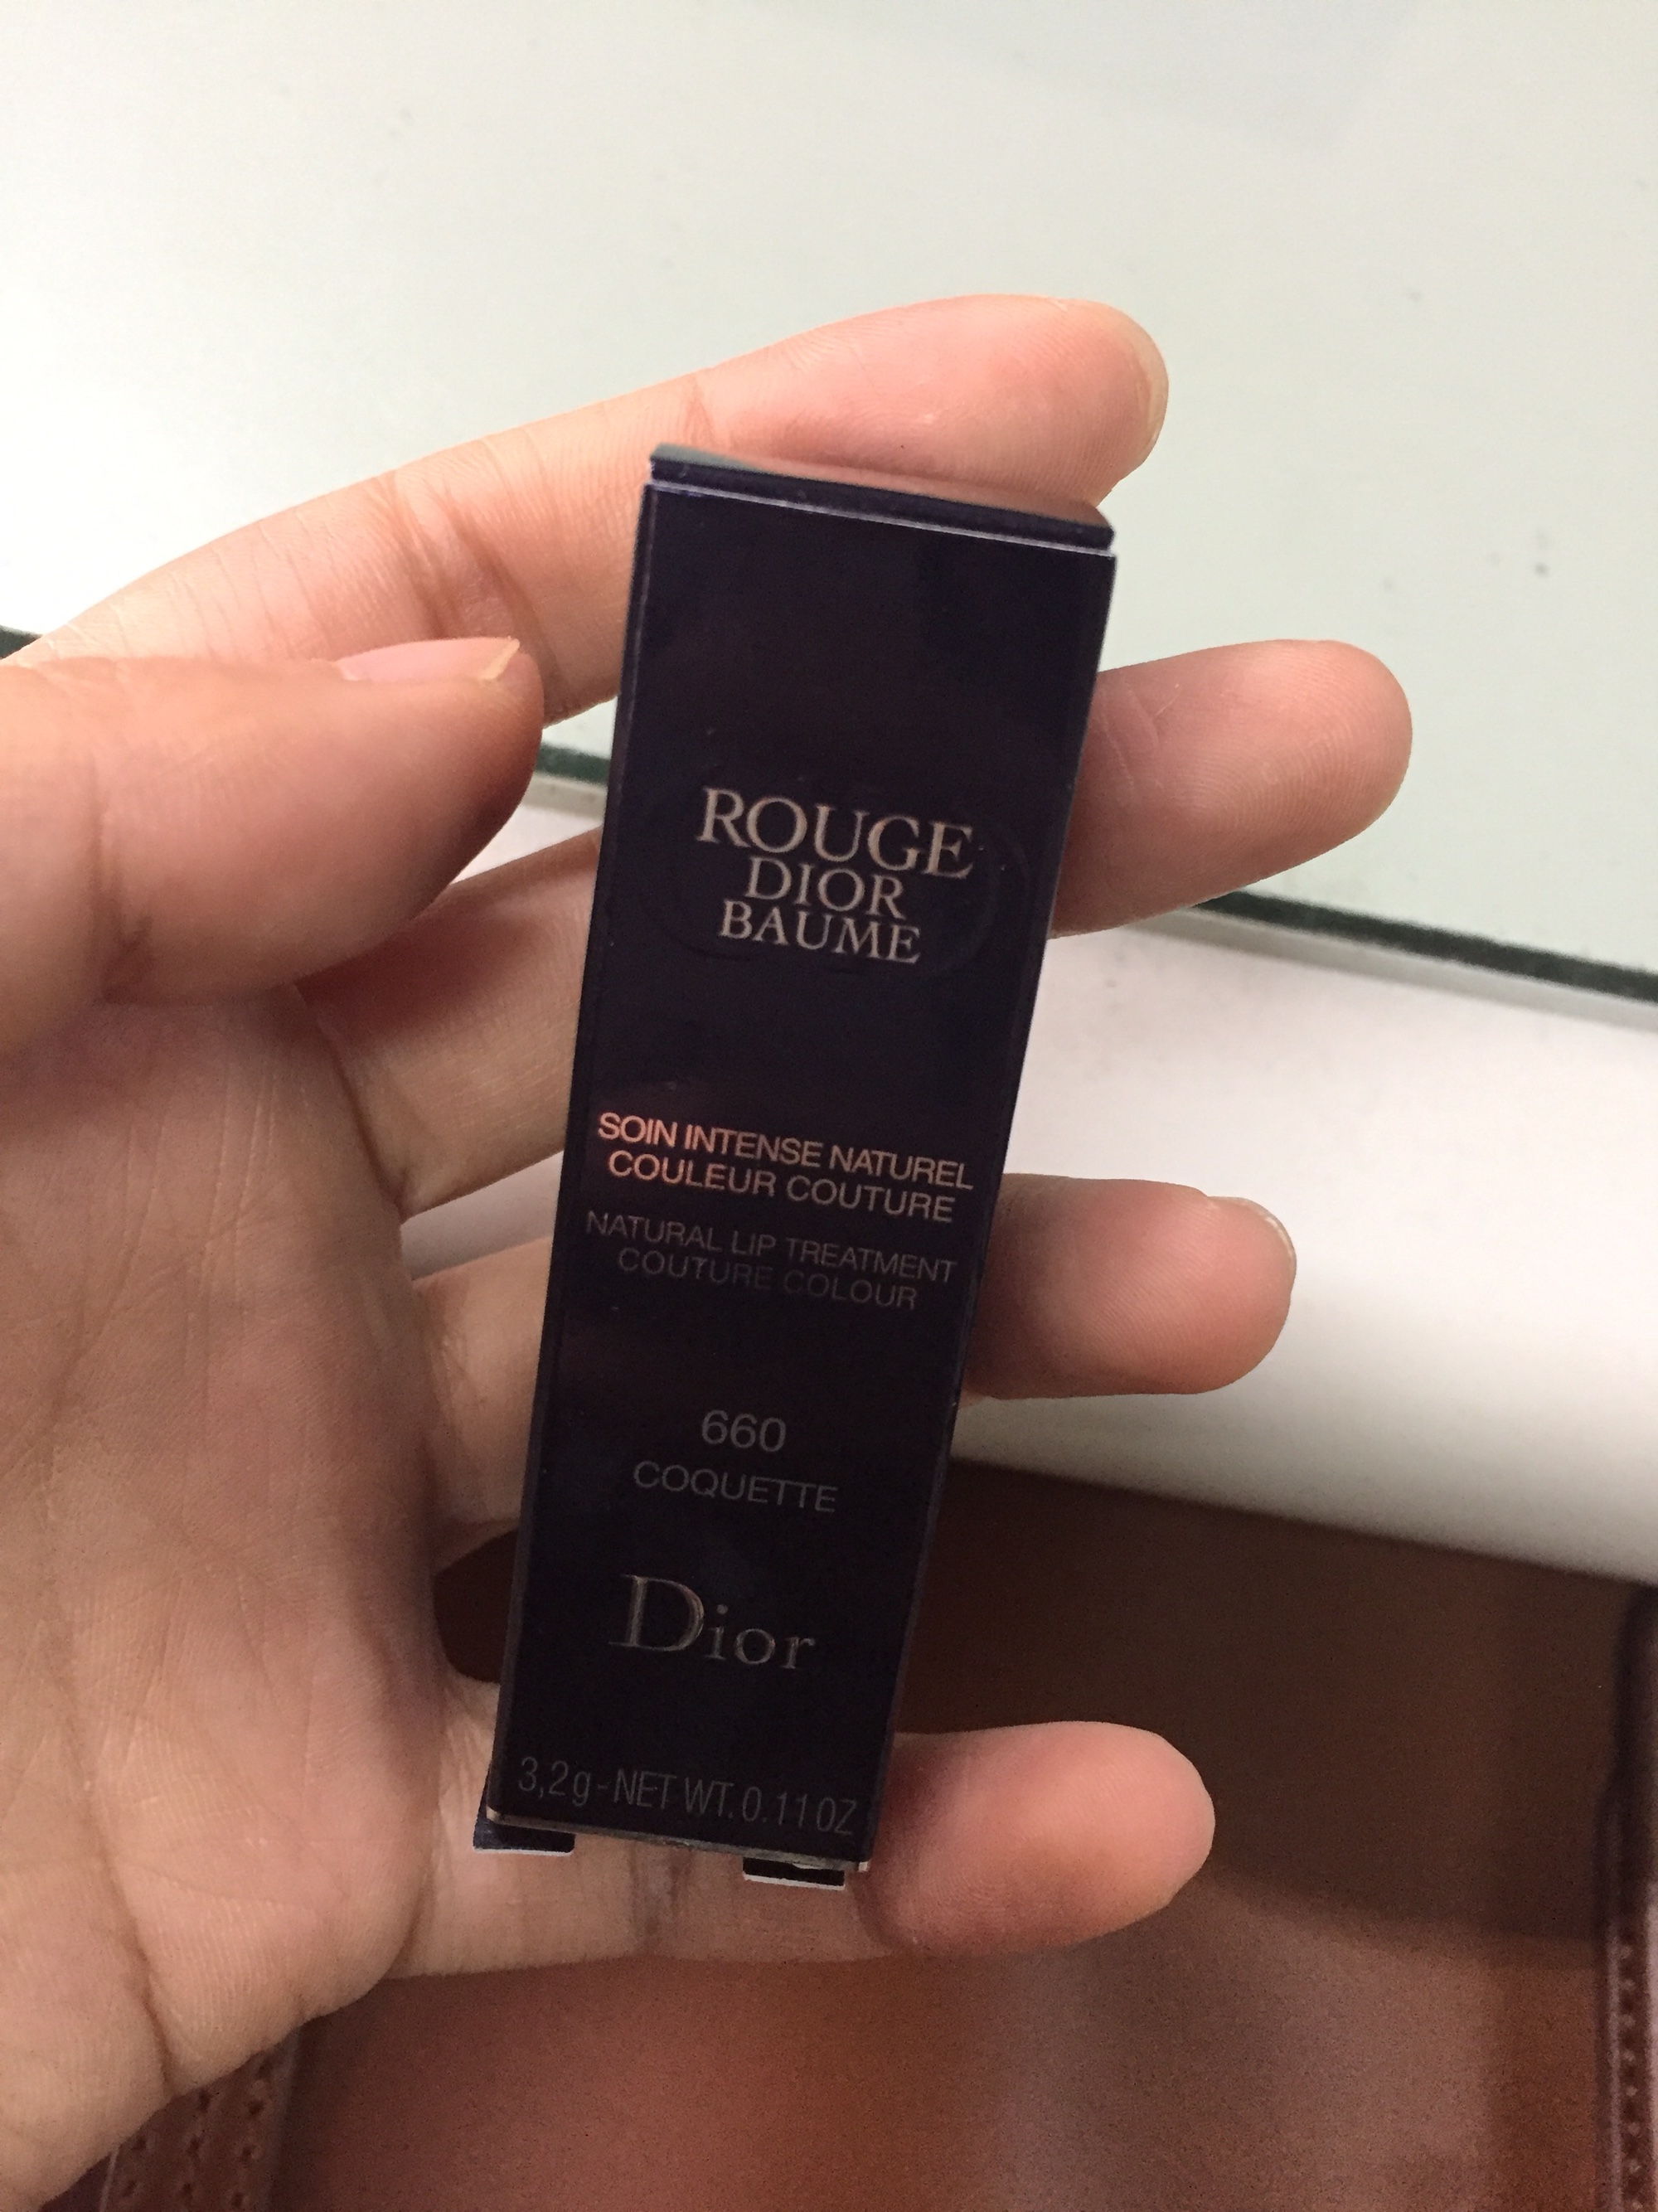 ROUGE
DIOR
BAUME
SOIN INTENSE NATUREL
COULEUR COUTURE
NATURAL LIP TREATMENT
COUTURE COLOUR
660
COQUETTE
Dior
3,2g-NET WT. 0.11 OZ